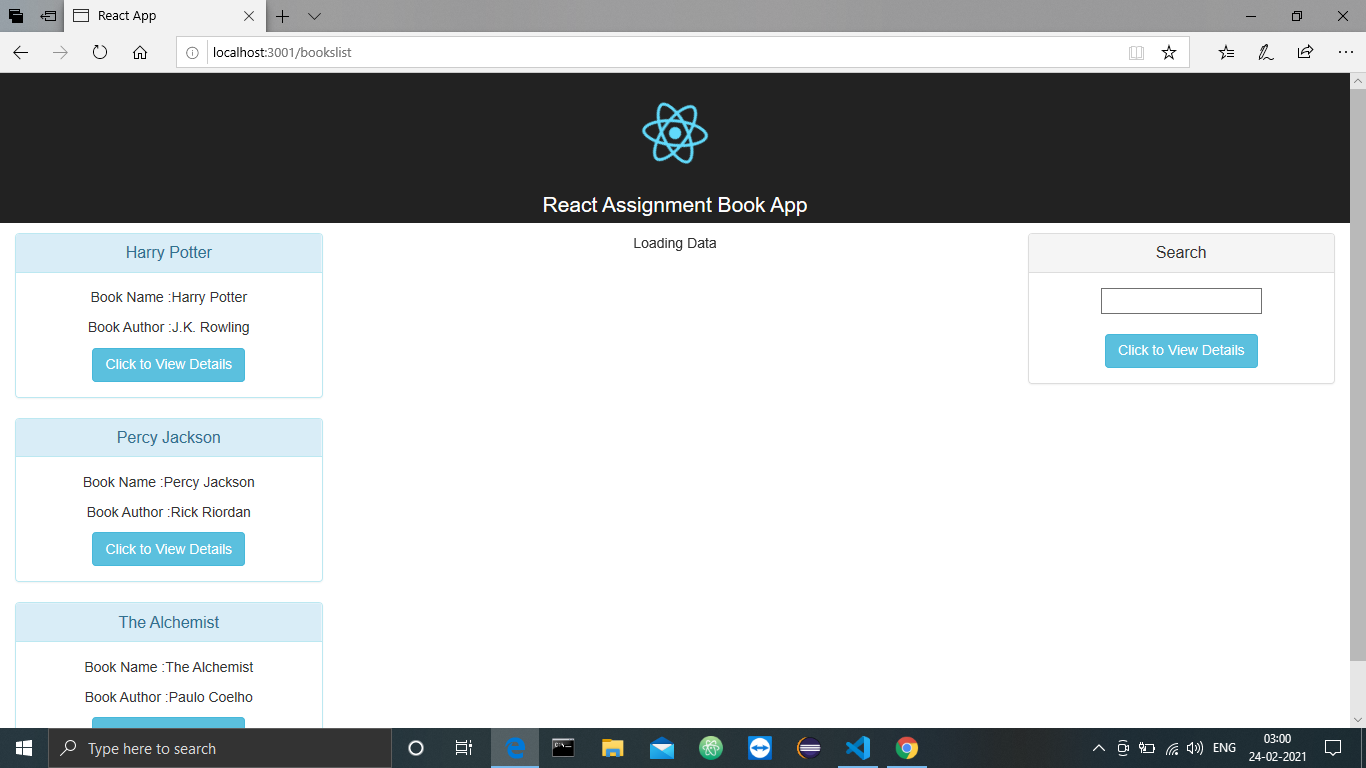 React App
localhost:3001/bookslist
React Assignment Book App
Harry Potter
Book Name :Harry Potter
Book Author :J.K. Rowling
Click to View Details
Percy Jackson
Book Name :Percy Jackson
Book Author :Rick Riordan
Click to View Details
The Alchemist
Book Name :The Alchemist
Book Author :Paulo Coelho
Loading Data
Search
Click to View Details
Type here to search
ENG
03:00
24-02-2021